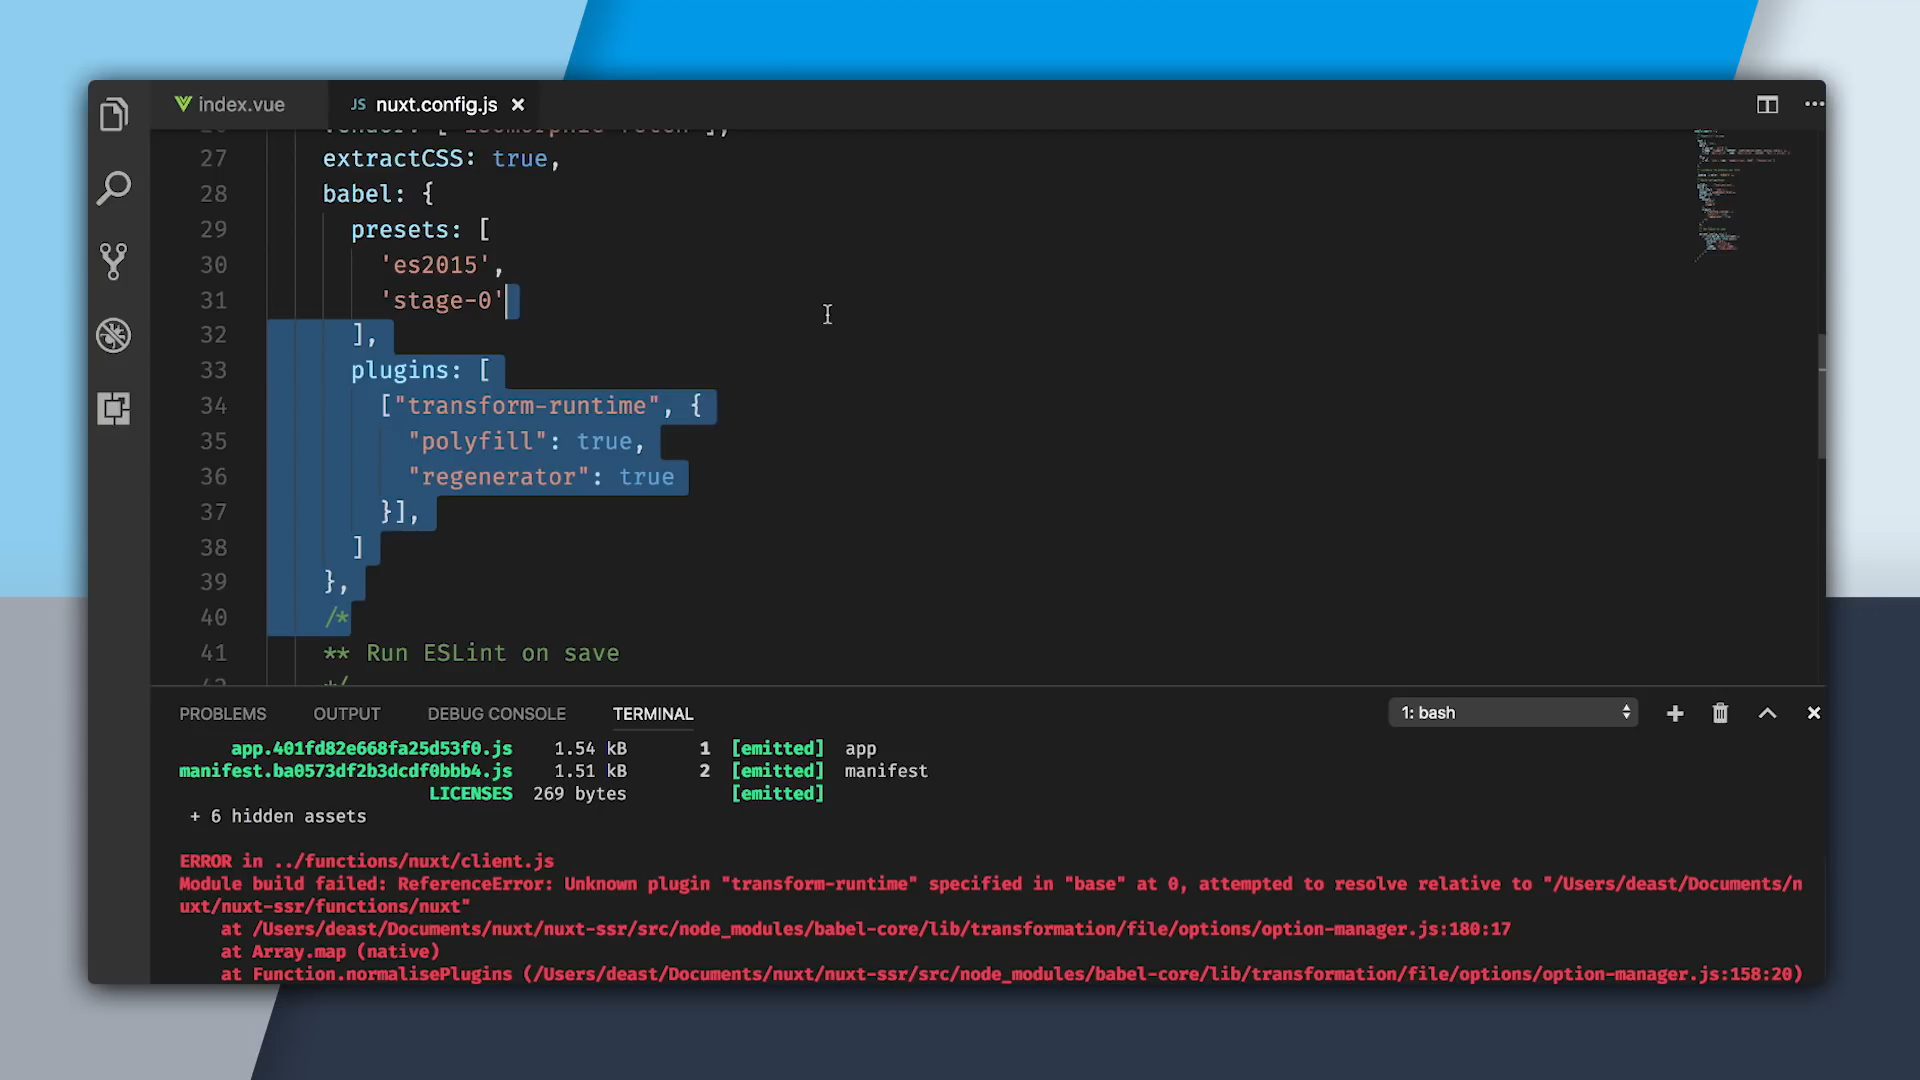 index.vue
JS nuxt.config.js
27 extractCSS: true,
28 babel: {
29 presets: [
30 'es2015',
31 'stage-0'
32 ],
33 plugins: [
34 ["transform-runtime", {
35 "polyfill": true,
36 "regenerator": true
37 }],
38 ]
39 },
40 /*
41 ** Run ESLint on save
PROBLEMS OUTPUT DEBUG CONSOLE TERMINAL 1: bash
app.401fd82e668fa25d53f0.js 1.54 kB 1 [emitted] app
manifest.ba0573df2b3dcdf0bbb4.js 1.51 kB 2 [emitted] manifest
LICENSES 269 bytes [emitted]
+ 6 hidden assets
ERROR in ../functions/nuxt/client.js
Module build failed: ReferenceError: Unknown plugin "transform-runtime" specified in "base" at 0, attempted to resolve relative to "/Users/deast/Documents/n
uxt/nuxt-ssr/functions/nuxt"
at /Users/deast/Documents/nuxt/nuxt-ssr/src/node_modules/babel-core/lib/transformation/file/options/option-manager.js:180:17
at Array.map (native)
at Function.normalisePlugins (/Users/deast/Documents/nuxt/nuxt-ssr/src/node_modules/babel-core/lib/transformation/file/options/option-manager.js:158:20)